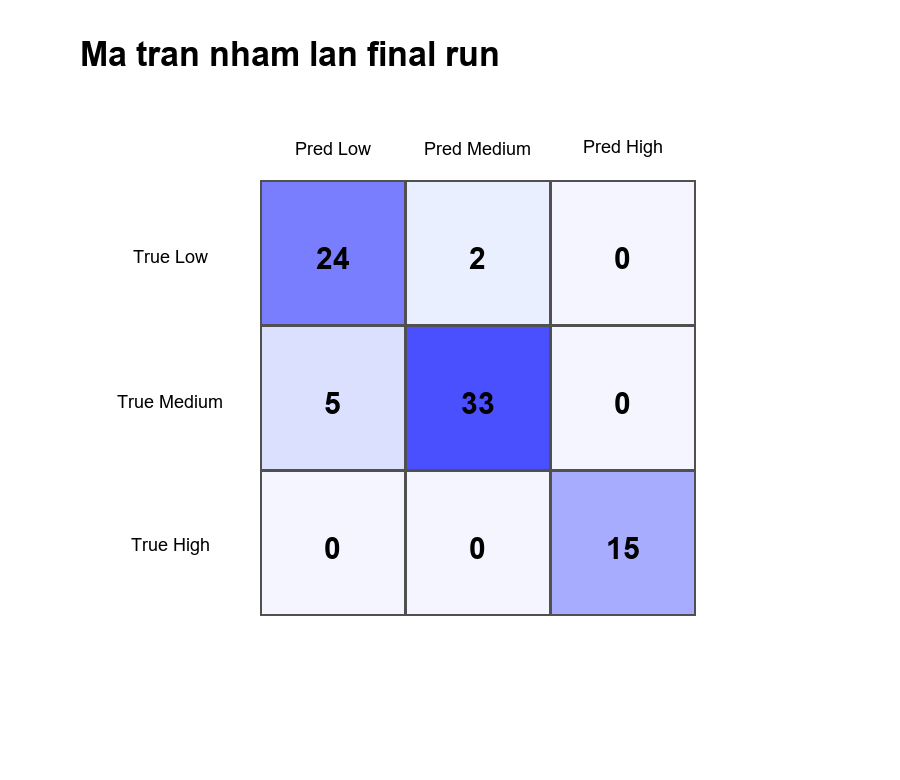 Ma tran nham lan final run
Pred Low Pred Medium Pred High
True Low 24 2 0
True Medium 5 33 0
True High 0 0 15